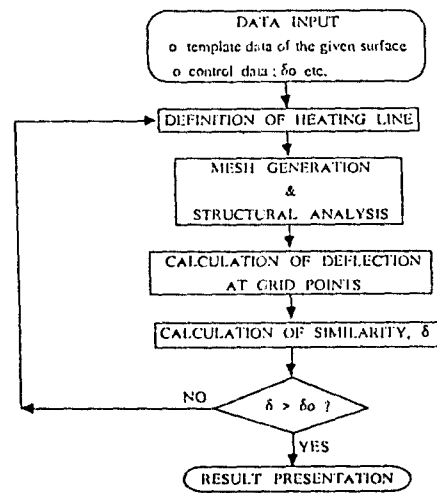 DATA INPUT
o template data of the given surface
o control data ; δo etc.
DEFINITION OF HEATING LINE
MESH GENERATION
&
STRUCTURAL ANALYSIS
CALCULATION OF DEFLECTION
AT GRID POINTS
CALCULATION OF SIMILARITY, δ
NO
δ > δo ?
YES
RESULT PRESENTATION